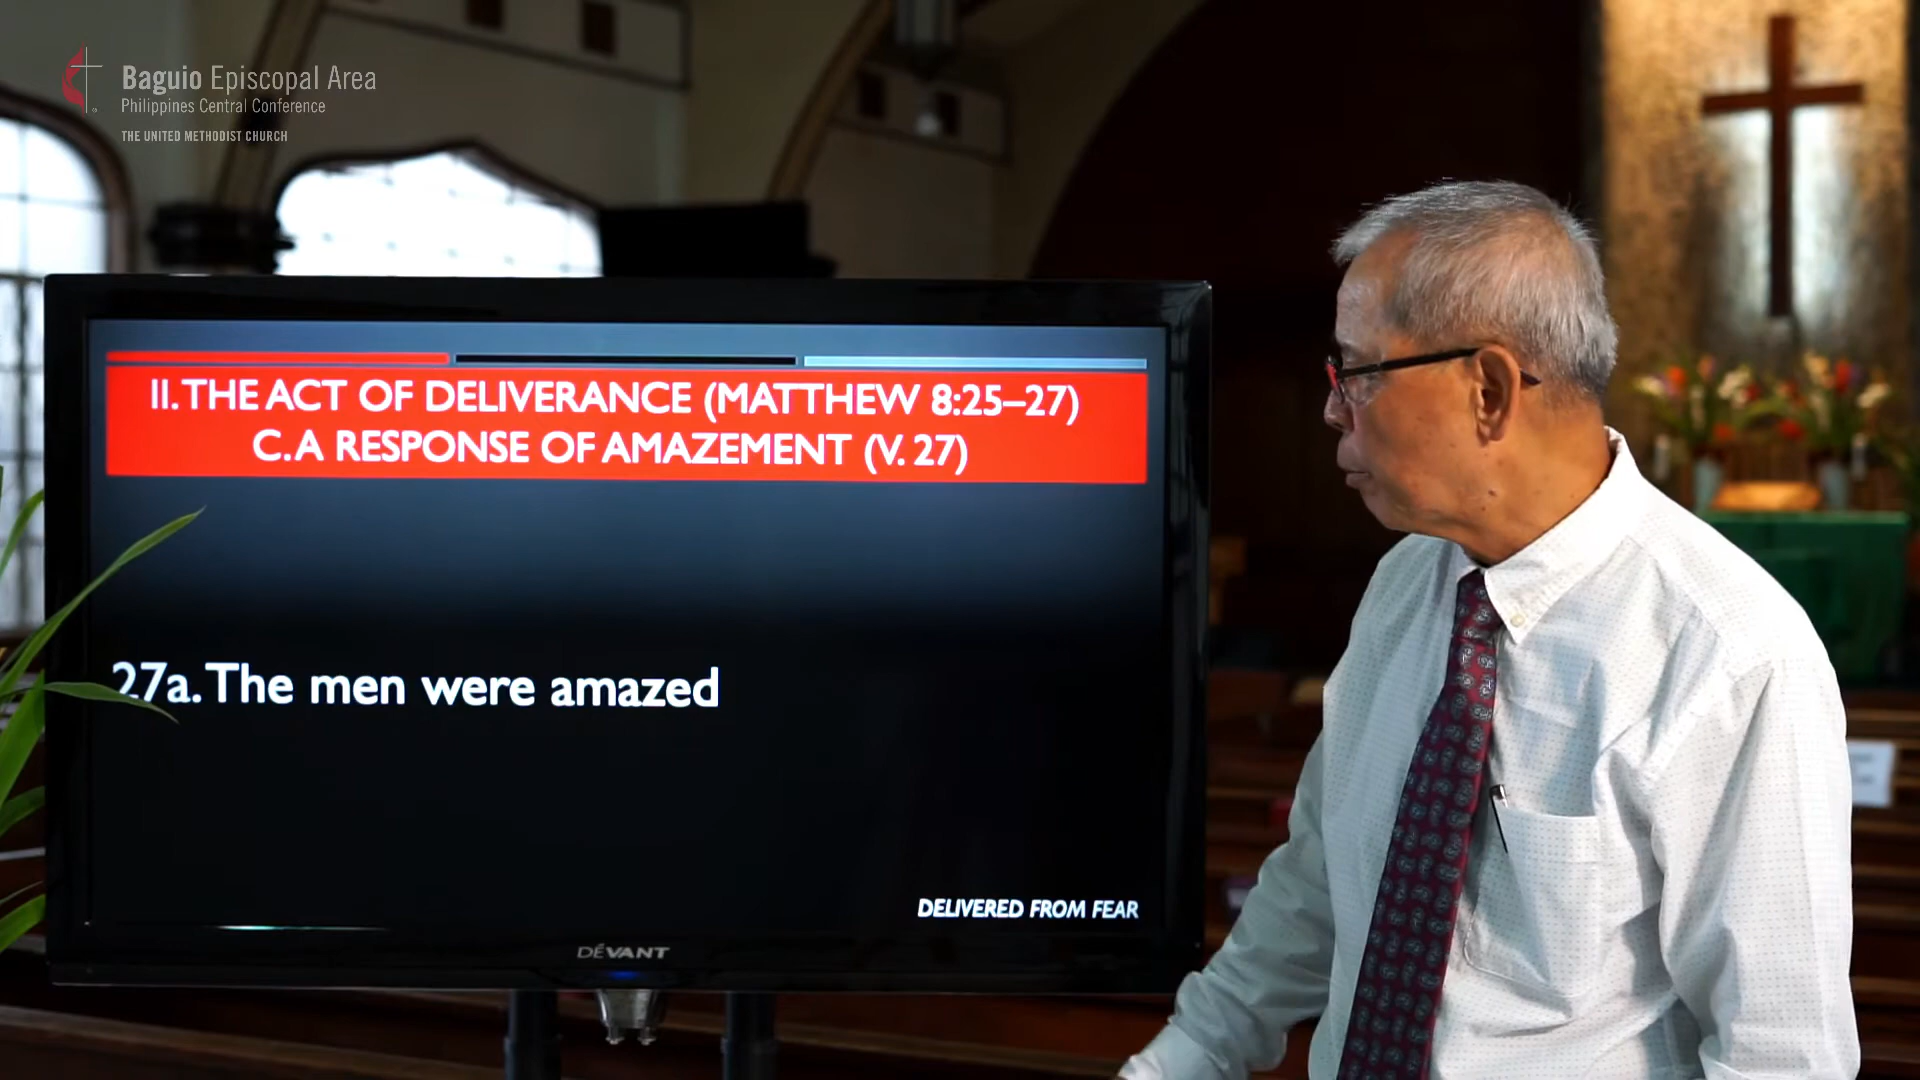 Baguio Episcopal Area
Philippines Central Conference
THE UNITED METHODIST CHURCH
II. THE ACT OF DELIVERANCE (MATTHEW 8:25–27)
C. A RESPONSE OF AMAZEMENT (V. 27)
27a. The men were amazed
DELIVERED FROM FEAR
DEVANT